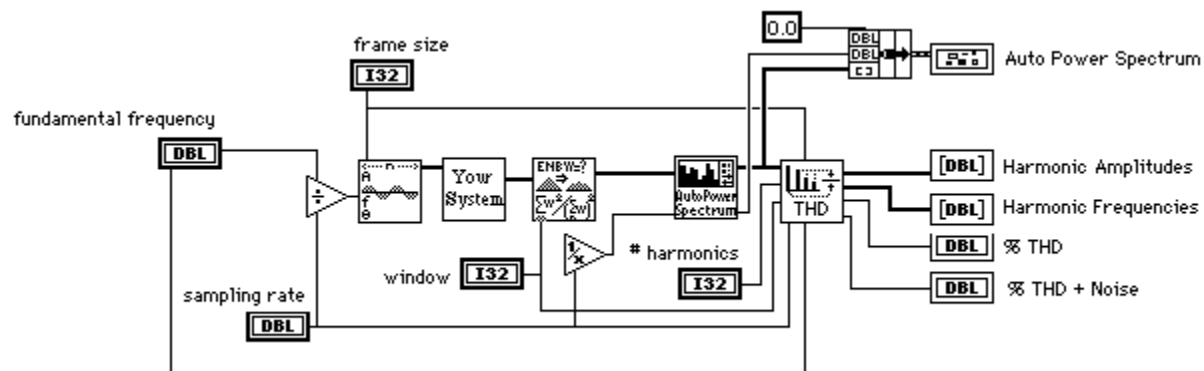 0.0
DBL
DBL
[ ]
Auto Power Spectrum
frame size
I32
fundamental frequency
DBL
÷
n
A
f
θ
Your
System
ENBW=?
AutoPower
Spectrum
THD
[DBL] Harmonic Amplitudes
[DBL] Harmonic Frequencies
DBL % THD
DBL % THD + Noise
1/x
# harmonics
I32
window
I32
sampling rate
DBL